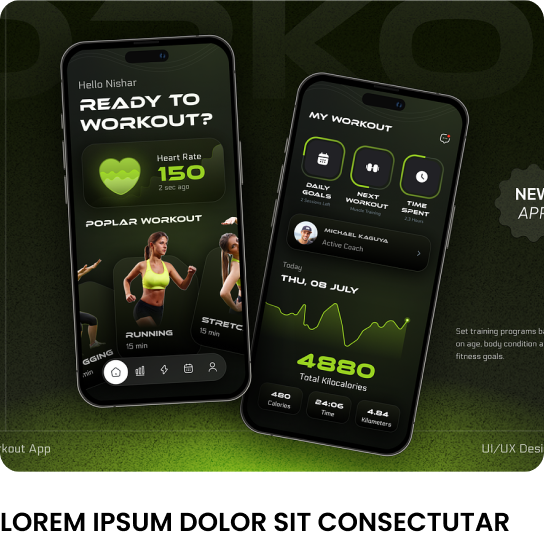 Hello Nishar
READY TO
WORKOUT?
Heart Rate
150
2 sec ago
POPLAR WORKOUT
RUNNING
15 min
STRETC
15 min
GGING
min
MY WORKOUT
DAILY
GOALS
NEXT
WORKOUT
TIME
SPENT
MICHAEL KAGUYA
Active Coach
Today
THU, 08 JULY
4880
Total Kilocalories
480
Calories
24:06
Time
4.84
Kilometers
NEW
APP
Set training programs ba
on age, body condition a
fitness goals.
rkout App
UI/UX Desi
LOREM IPSUM DOLOR SIT CONSECTUTAR